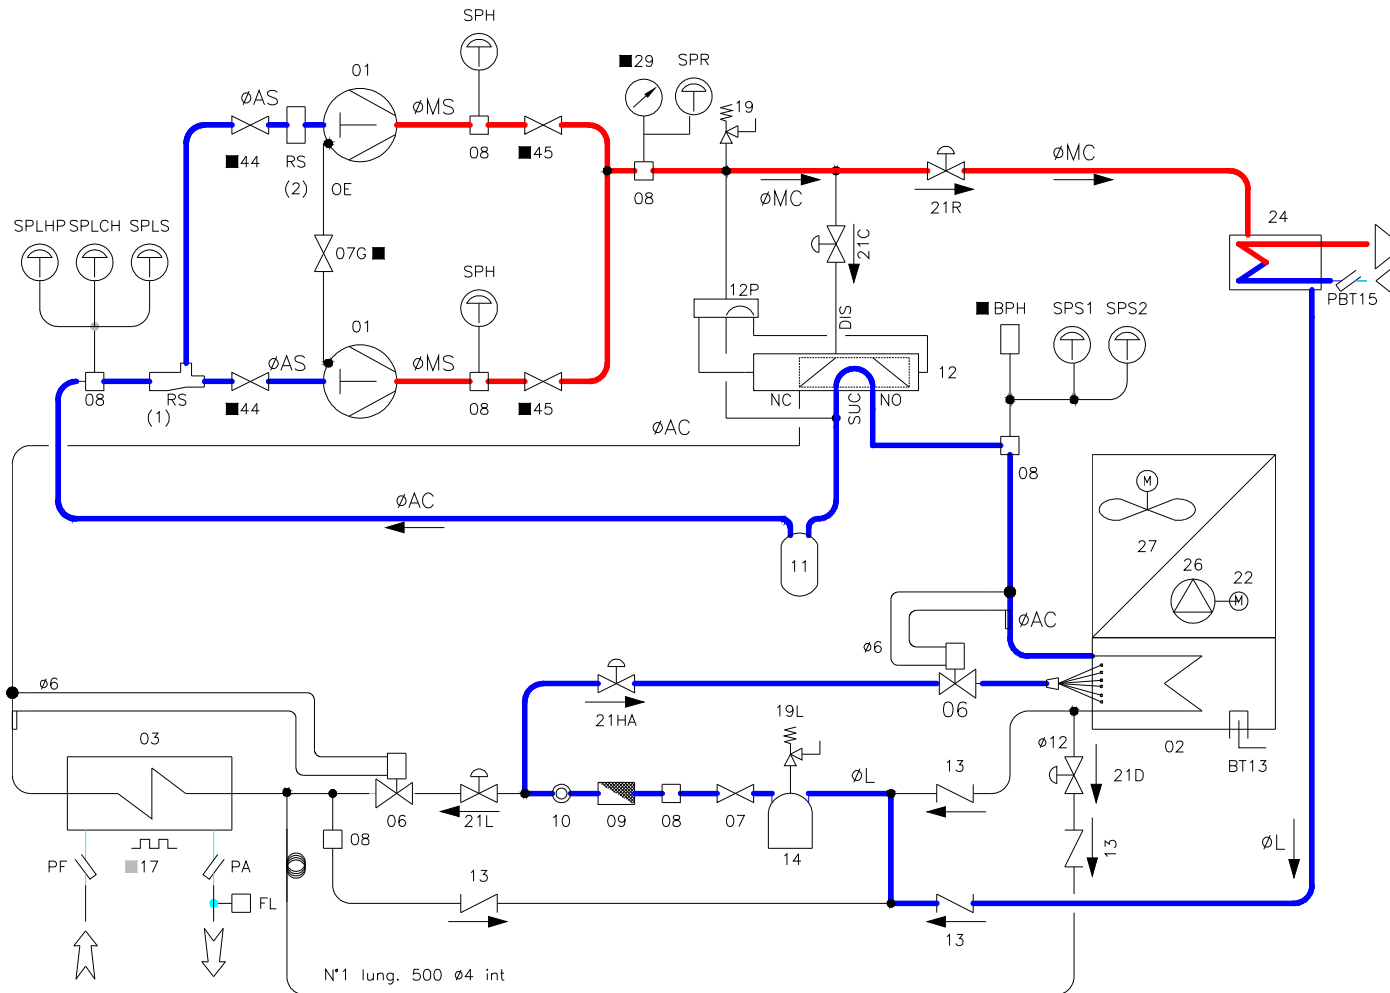 SPH
01
■29
SPR
øAS
øMS
19
■44
RS
(2)
OE
08
■45
øMC
08
øMC
21R
24
SPLHP
SPLCH
SPLS
07G■
21C
SPH
12P
■BPH
SPS1
SPS2
PBT15
01
DIS
øAS
øMS
12
08
RS
(1)
■44
08
■45
NC
SUC
NO
øAC
08
øAC
M
27
11
26
22
M
øAC
ø6
ø6
21HA
06
19L
ø12
02
BT13
03
øL
13
21D
06
21L
10
09
08
07
14
08
13
øL
PF
■17
PA
13
FL
13
N°1 lung. 500 ø4 int